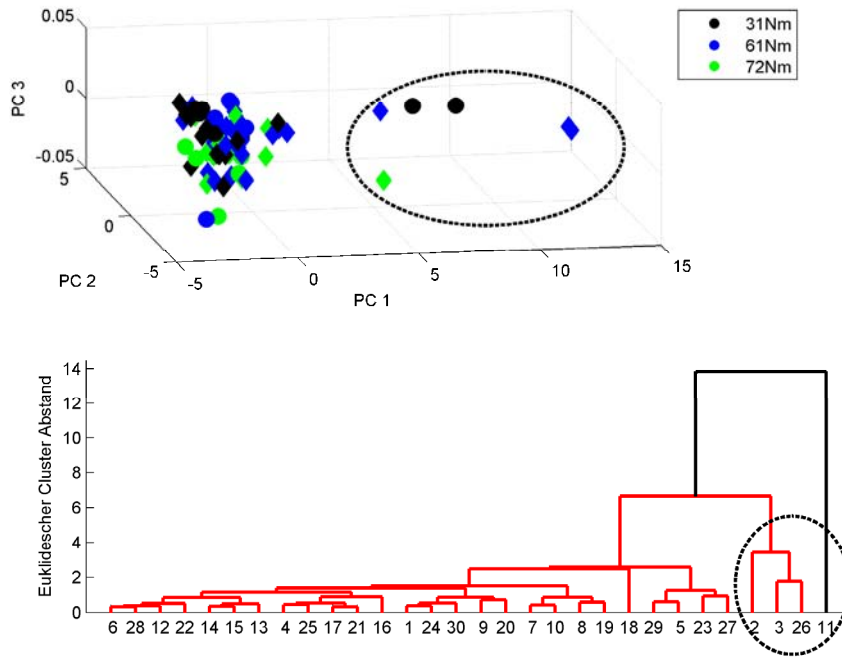 0.05
0
-0.05
PC 3
5
0
-5
PC 2
-5
0
5
10
15
PC 1
31Nm
61Nm
72Nm
14
12
10
8
6
4
2
0
Euklidescher Cluster Abstand
6 28 12 22 14 15 13 4 25 17 21 16 1 24 30 9 20 7 10 8 19 18 29 5 23 27 2 3 26 11